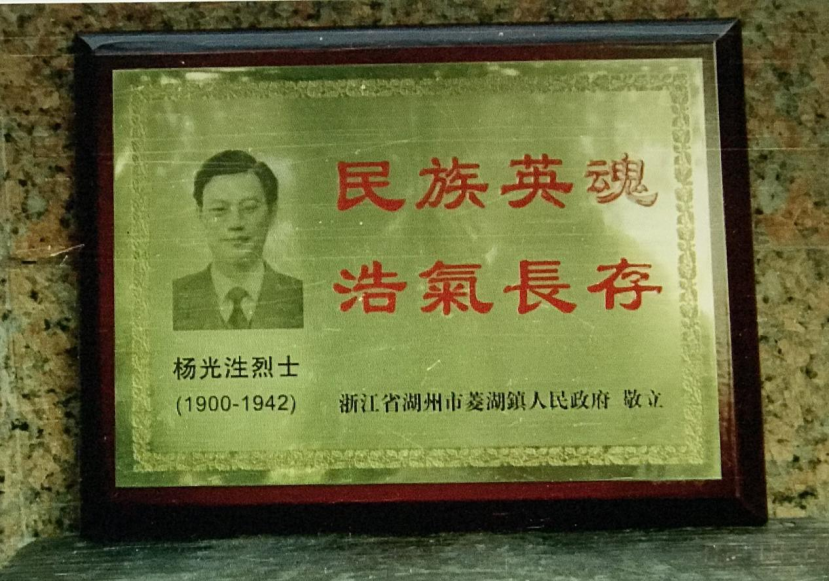 民族英魂
浩氣長存
杨光泩烈士
(1900-1942)
浙江省湖州市菱湖鎮人民政府 敬立